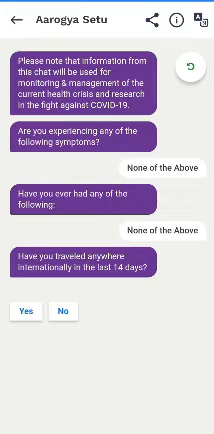 Aarogya Setu
Please note that information from
this chat will be used for
monitoring & management of the
current health crisis and research
in the fight against COVID-19.
Are you experiencing any of the
following symptoms?
None of the Above
Have you ever had any of the
following:
None of the Above
Have you traveled anywhere
internationally in the last 14 days?
Yes No